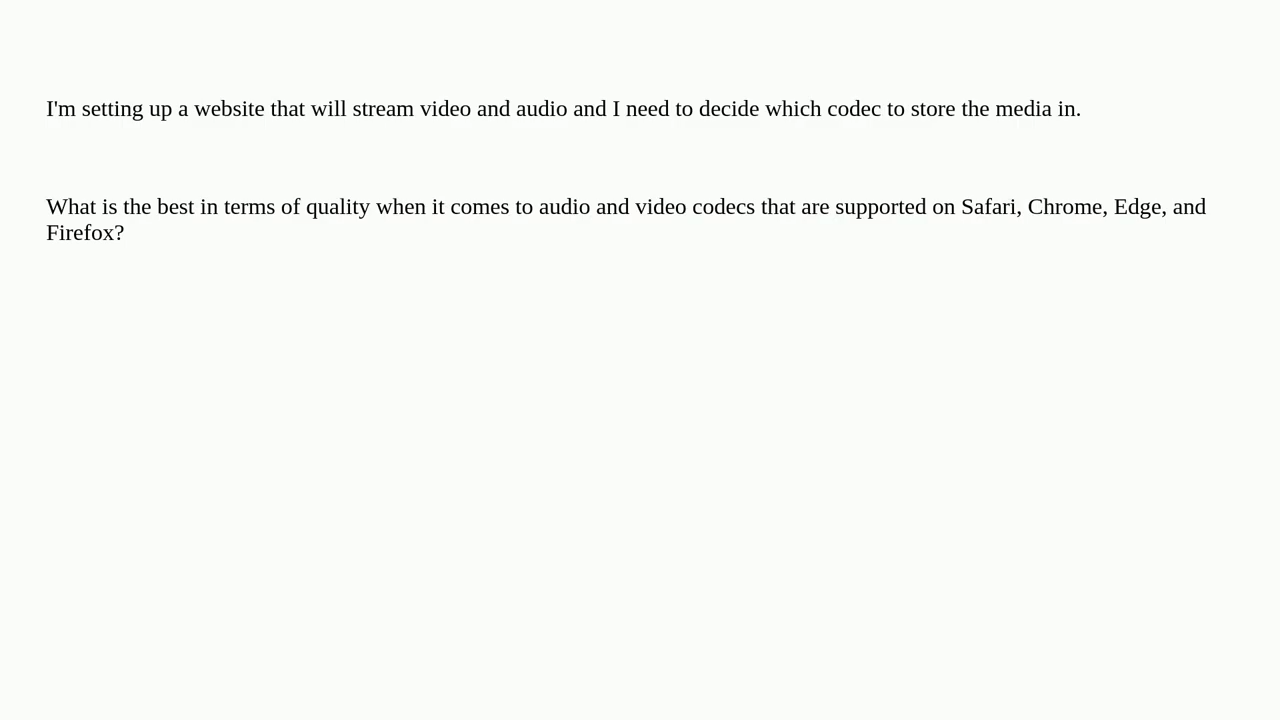 I'm setting up a website that will stream video and audio and I need to decide which codec to store the media in.
What is the best in terms of quality when it comes to audio and video codecs that are supported on Safari, Chrome, Edge, and
Firefox?